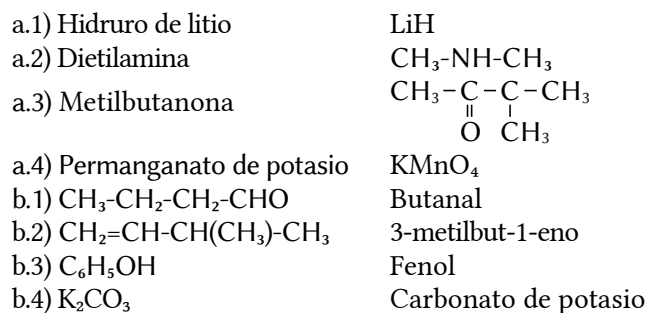 a.1) Hidruro de litio LiH
a.2) Dietilamina CH₃-NH-CH₃
a.3) Metilbutanona CH₃–C–C–CH₃
O CH₃
a.4) Permanganato de potasio KMnO₄
b.1) CH₃-CH₂-CH₂-CHO Butanal
b.2) CH₂=CH-CH(CH₃)-CH₃ 3-metilbut-1-eno
b.3) C₆H₅OH Fenol
b.4) K₂CO₃ Carbonato de potasio